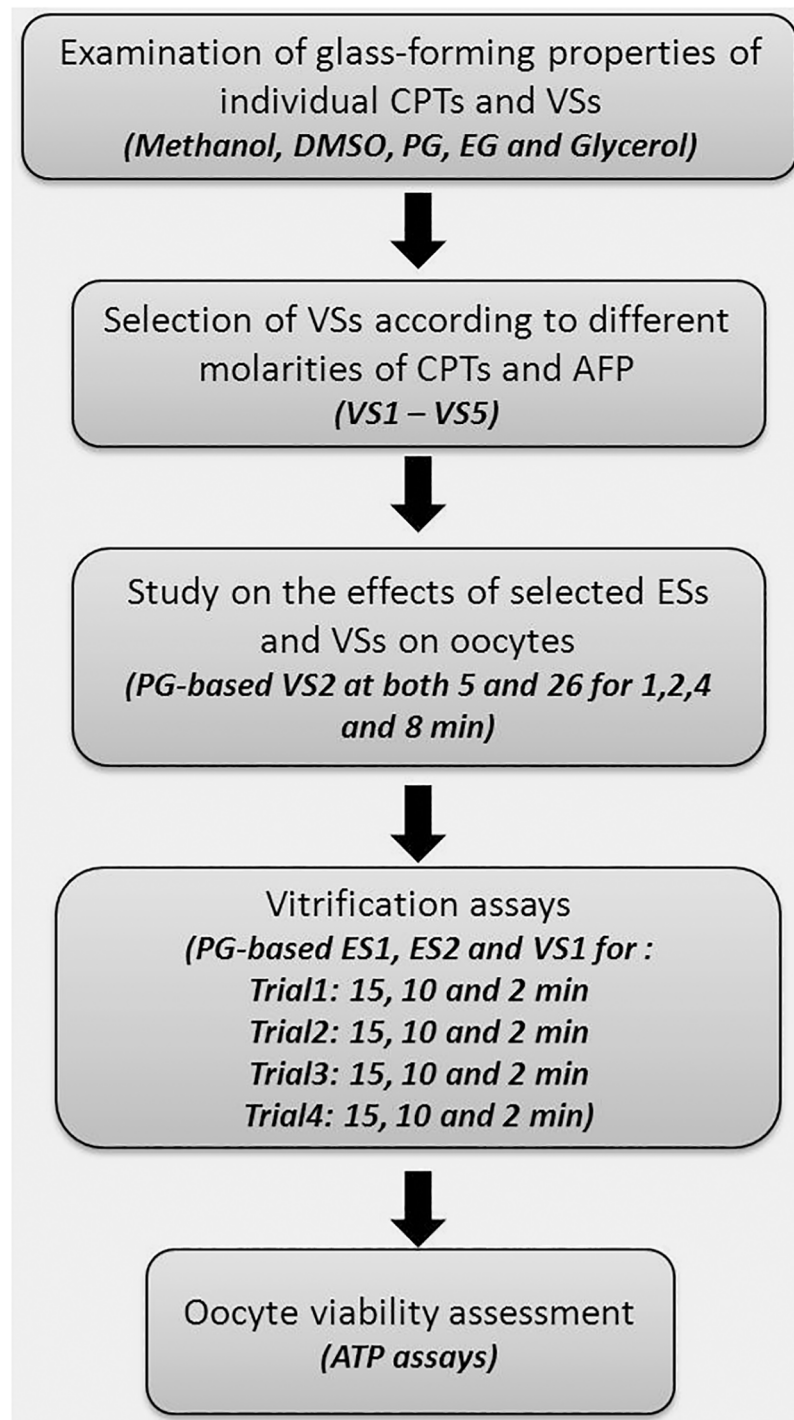 Examination of glass-forming properties of
individual CPTs and VSs
(Methanol, DMSO, PG, EG and Glycerol)
Selection of VSs according to different
molarities of CPTs and AFP
(VS1 – VS5)
Study on the effects of selected ESs
and VSs on oocytes
(PG-based VS2 at both 5 and 26 for 1,2,4
and 8 min)
Vitrification assays
(PG-based ES1, ES2 and VS1 for :
Trial1: 15, 10 and 2 min
Trial2: 15, 10 and 2 min
Trial3: 15, 10 and 2 min
Trial4: 15, 10 and 2 min)
Oocyte viability assessment
(ATP assays)